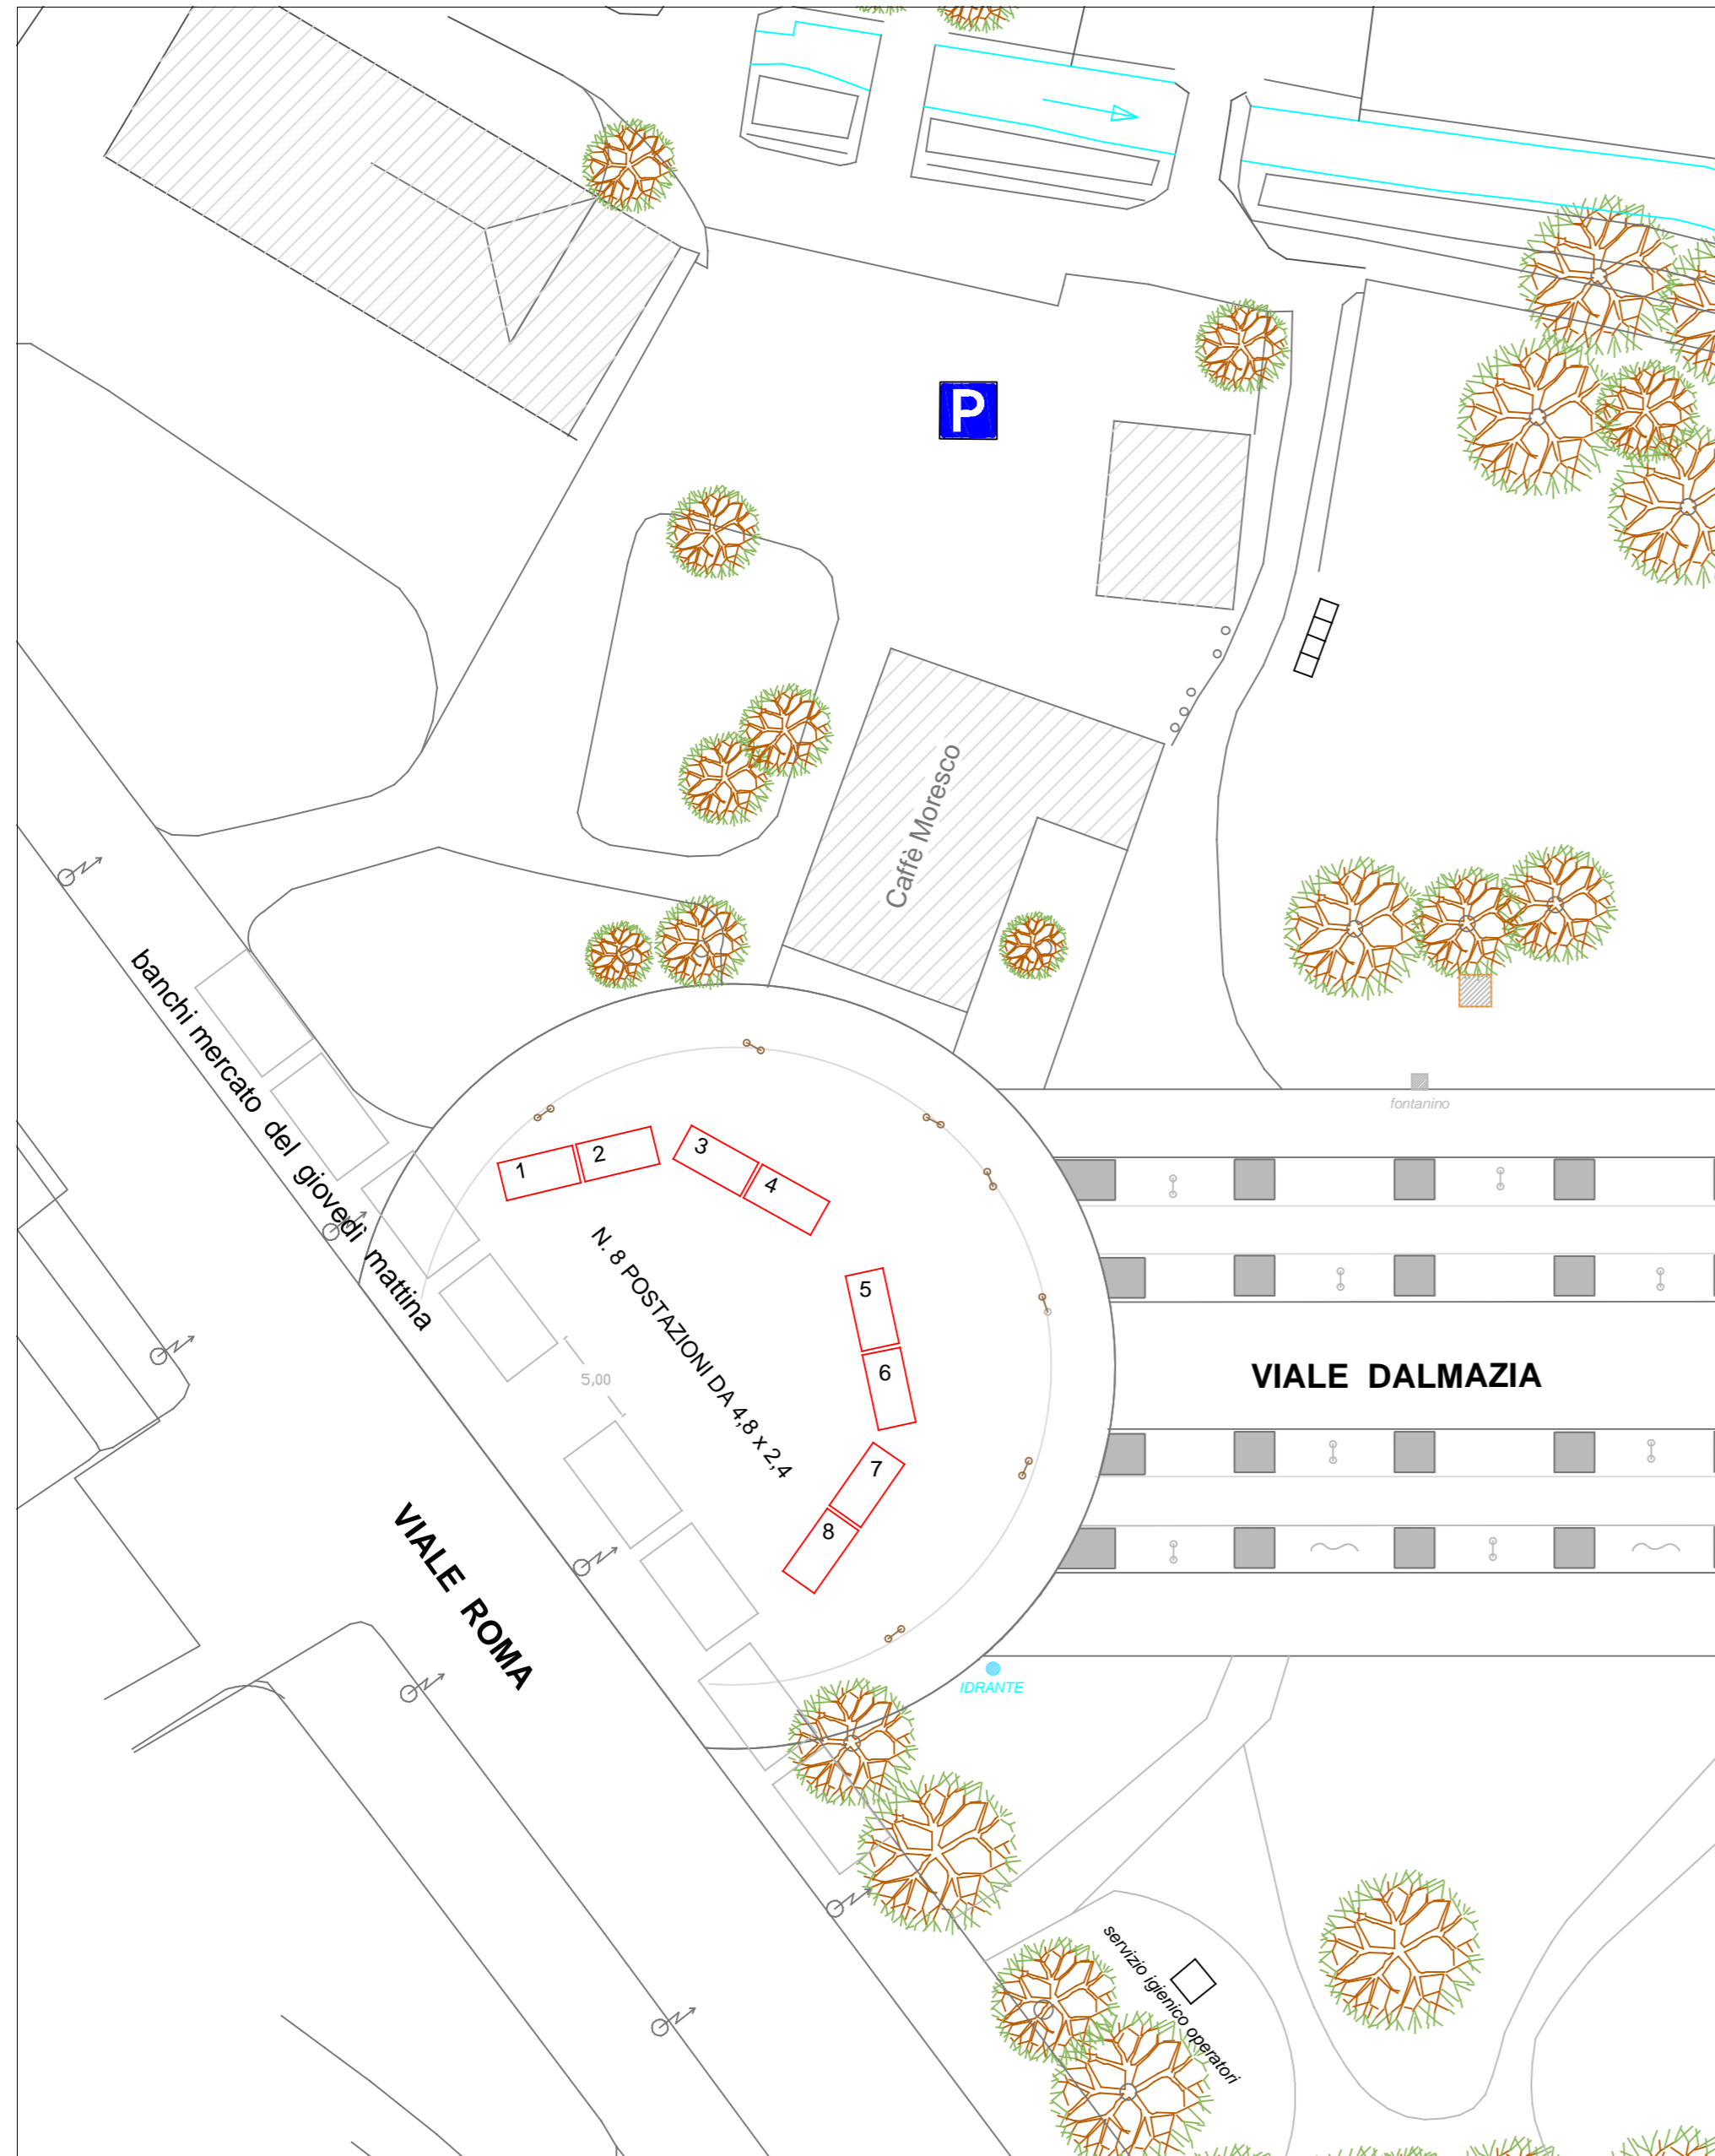 P
Caffè Moresco
banchi mercato del giovedì mattina
fontanino
1
2
3
4
5
6
7
8
N. 8 POSTAZIONI DA 4,8 x 2,4
5,00
VIALE DALMAZIA
VIALE ROMA
IDRANTE
servizio igienico operatori